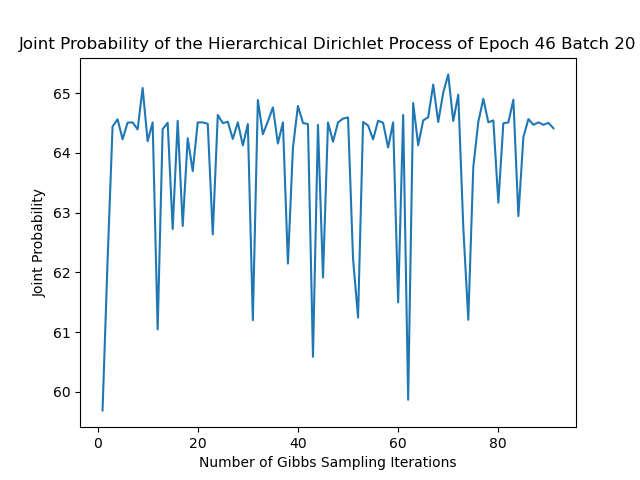 Joint Probability of the Hierarchical Dirichlet Process of Epoch 46 Batch 20
65
64
63
62
61
60
Joint Probability
0 20 40 60 80
Number of Gibbs Sampling Iterations